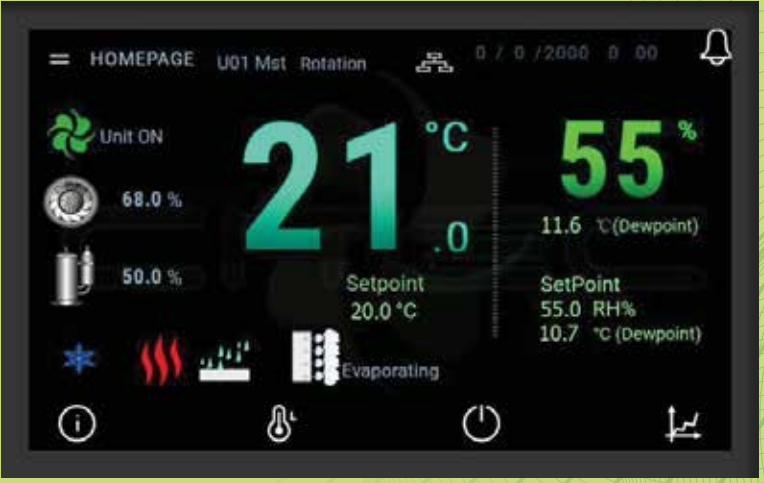 HOMEPAGE U01 Mst Rotation 0 / 0 /2000 0 00
Unit ON
68.0 %
50.0 %
21.0 °C
Setpoint
20.0 °C
55 %
11.6 °C (Dewpoint)
SetPoint
55.0 RH%
10.7 °C (Dewpoint)
Evaporating